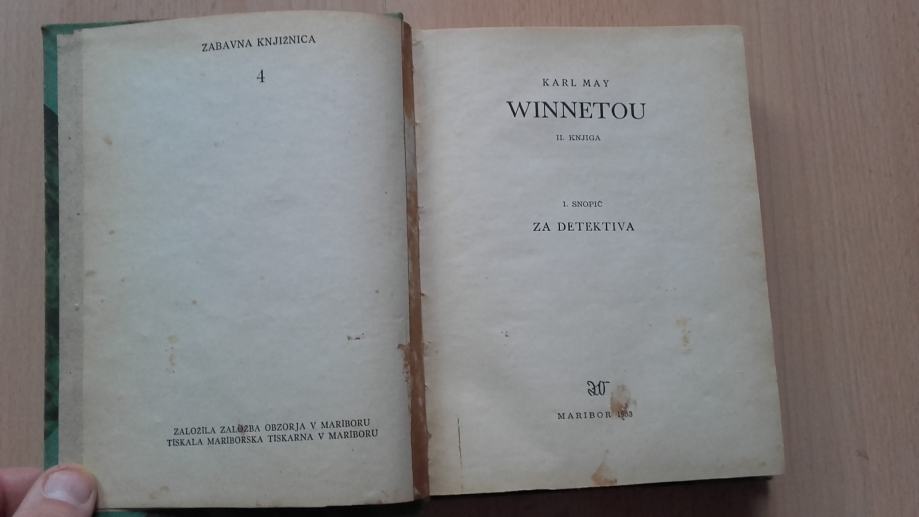 ZABAVNA KNJIŽNICA
4
ZALOŽILA ZALOŽBA OBZORJA V MARIBORU
TISKALA MARIBORSKA TISKARNA V MARIBORU
KARL MAY
WINNETOU
II. KNJIGA
1. SNOPIČ
ZA DETEKTIVA
MARIBOR 1953